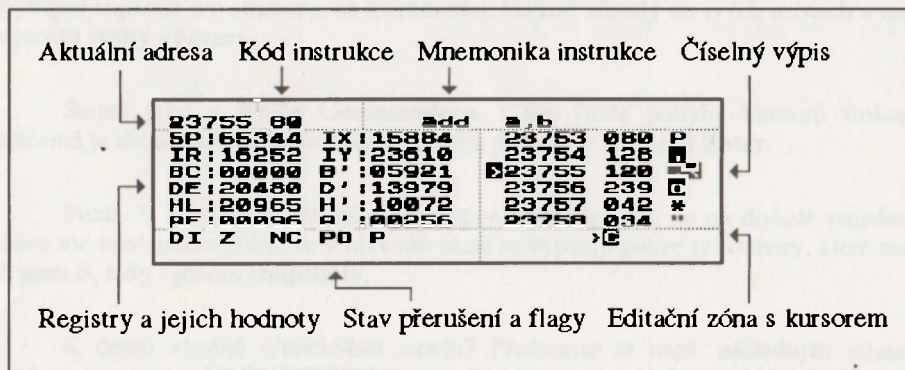 Aktuální adresa Kód instrukce Mnemonika instrukce Číselný výpis
23755 80 add a,b
SP:65344 IX:15884 23753 080 P
IR:16252 IY:23610 23754 128
BC:00000 B':05921 23755 120
DE:20480 D':13979 23756 239
HL:20965 H':10072 23757 042 *
23758 034 "
DI Z NC PO >
Registry a jejich hodnoty Stav přerušení a flagy Editační zóna s kursorem